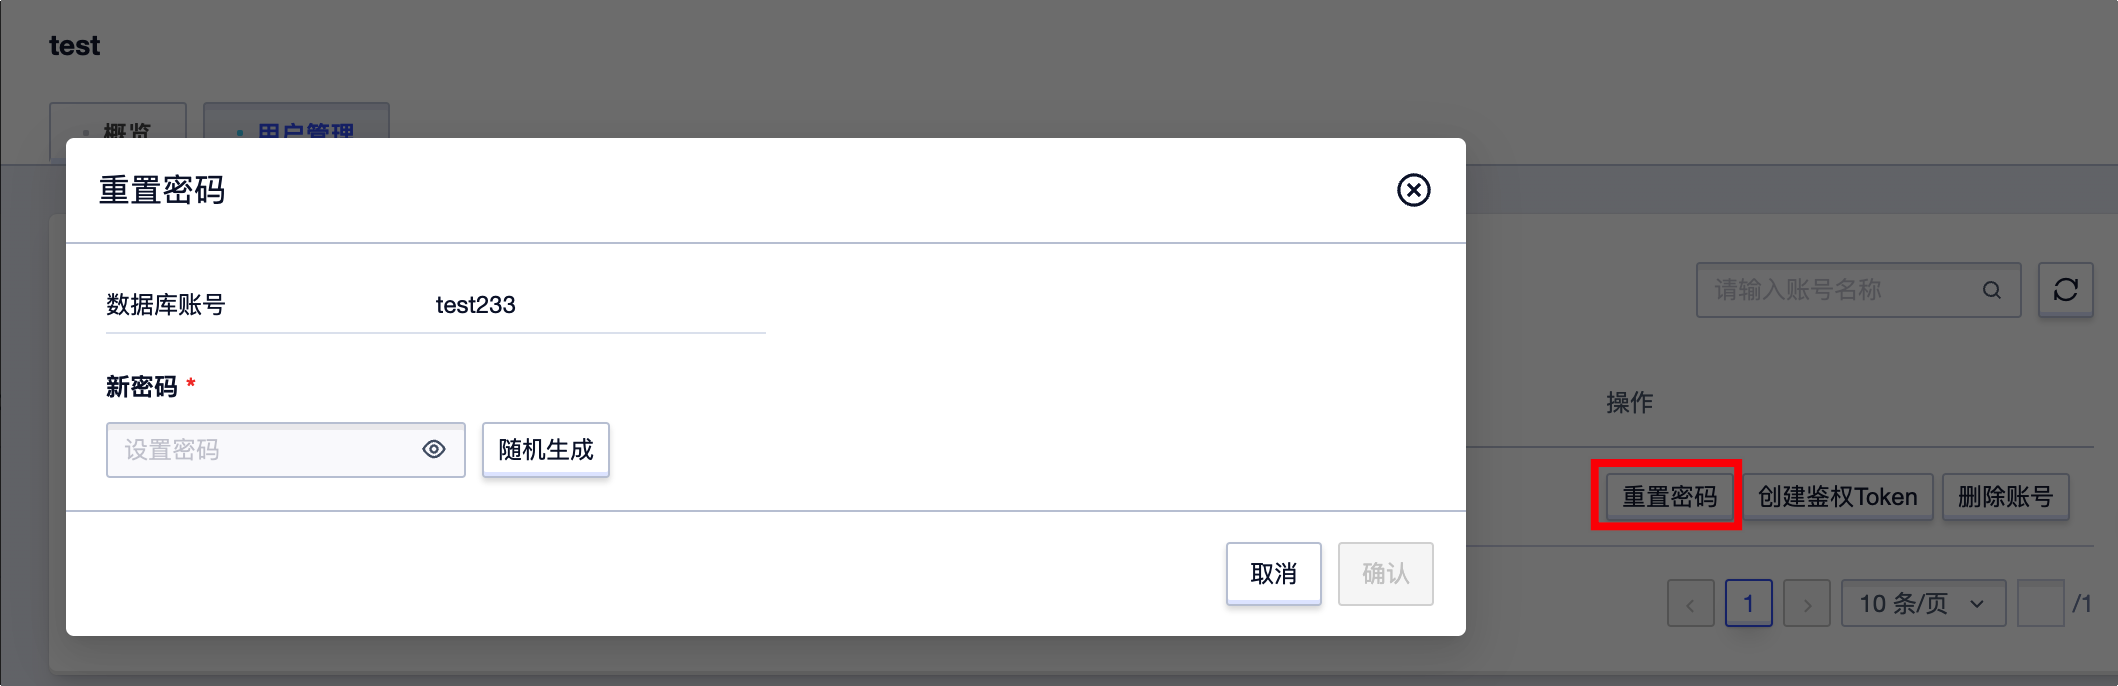 test
概览
用户管理
重置密码
数据库账号 test233
新密码 *
设置密码
随机生成
取消 确认
请输入账号名称
操作
重置密码 创建鉴权Token 删除账号
1 10 条/页 /1